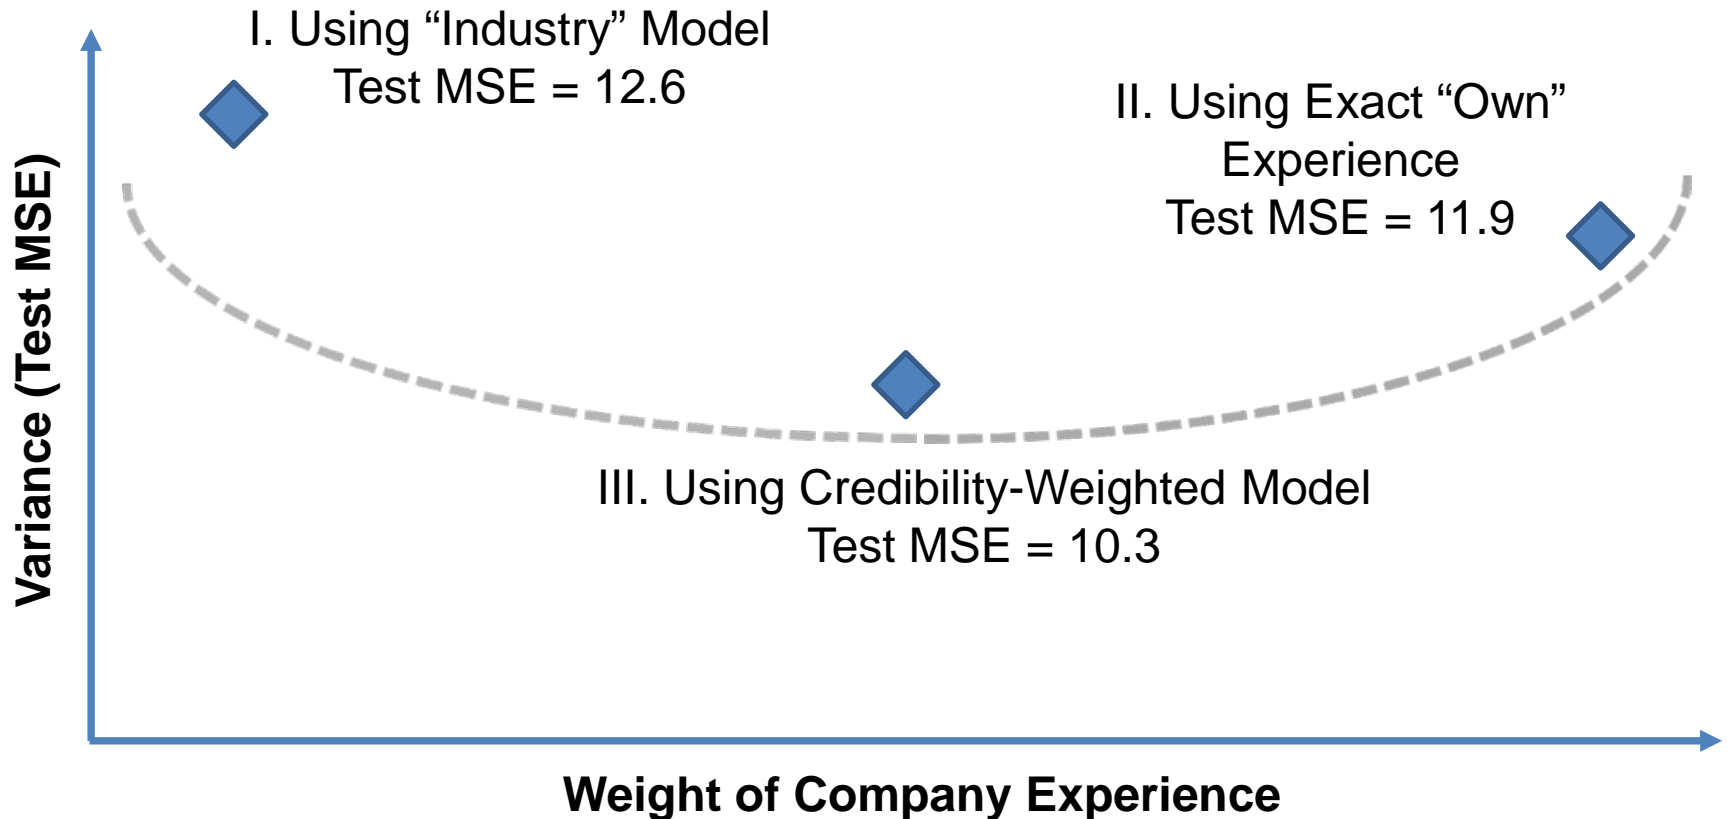 I. Using “Industry” Model
Test MSE = 12.6
II. Using Exact “Own”
Experience
Test MSE = 11.9
Variance (Test MSE)
III. Using Credibility-Weighted Model
Test MSE = 10.3
Weight of Company Experience